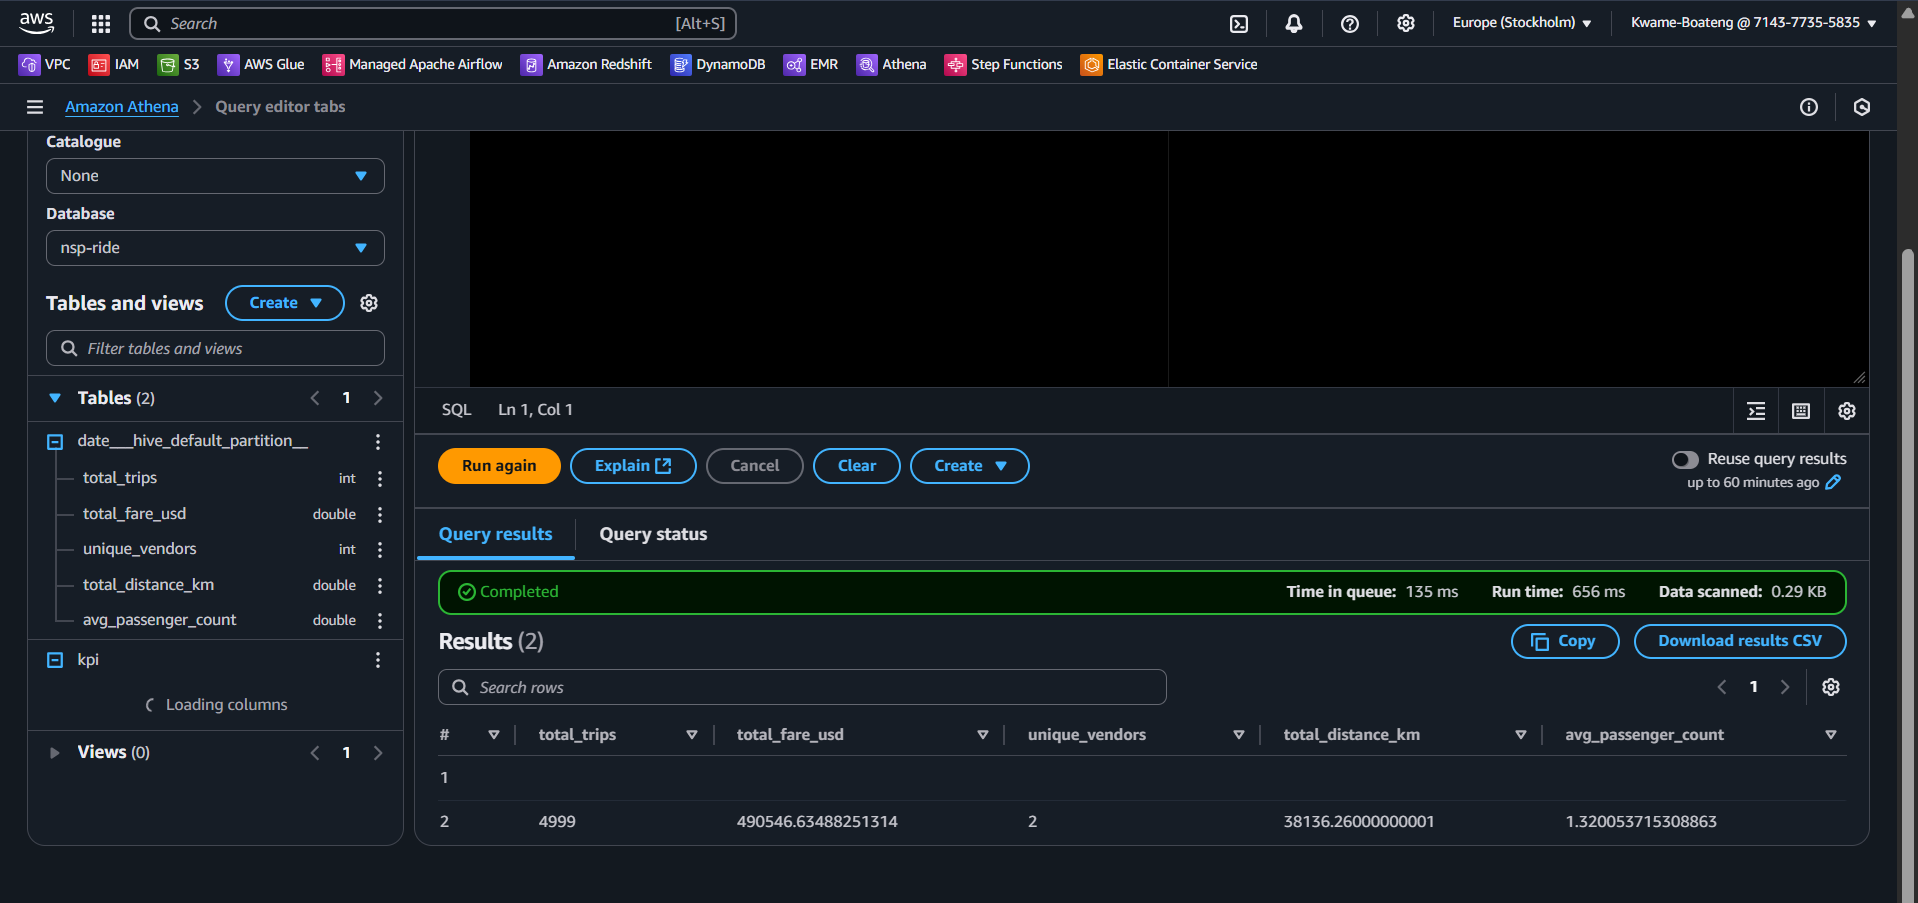 aws Search [Alt+S] Europe (Stockholm) Kwame-Boateng @ 7143-7735-5835
VPC IAM S3 AWS Glue Managed Apache Airflow Amazon Redshift DynamoDB EMR Athena Step Functions Elastic Container Service
Amazon Athena Query editor tabs
Catalogue
None
Database
nsp-ride
Tables and views Create
Filter tables and views
Tables (2) 1
date___hive_default_partition__
total_trips int
total_fare_usd double
unique_vendors int
total_distance_km double
avg_passenger_count double
kpi
Loading columns
Views (0) 1
SQL Ln 1, Col 1
Run again Explain Cancel Clear Create
Reuse query results
up to 60 minutes ago
Query results Query status
Completed Time in queue: 135 ms Run time: 656 ms Data scanned: 0.29 KB
Results (2) Copy Download results CSV
Search rows 1
# total_trips total_fare_usd unique_vendors total_distance_km avg_passenger_count
1
2 4999 490546.63488251314 2 38136.26000000001 1.320053715308863